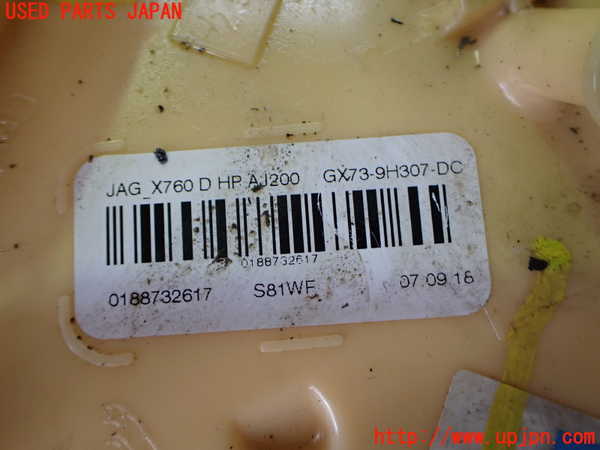 USED PARTS JAPAN
JAG_X760 D HP AJ200 GX73-9H307-DC
0188732617
0188732617 S81WF 07.09.18
http://www.upjpn.com